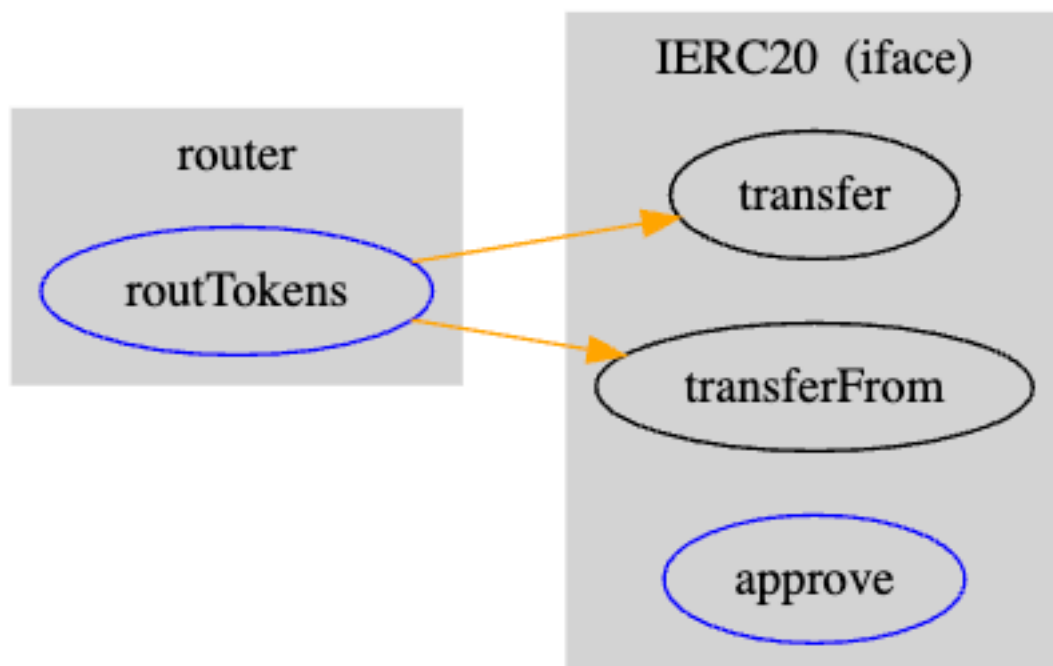 router
routTokens
IERC20 (iface)
transfer
transferFrom
approve